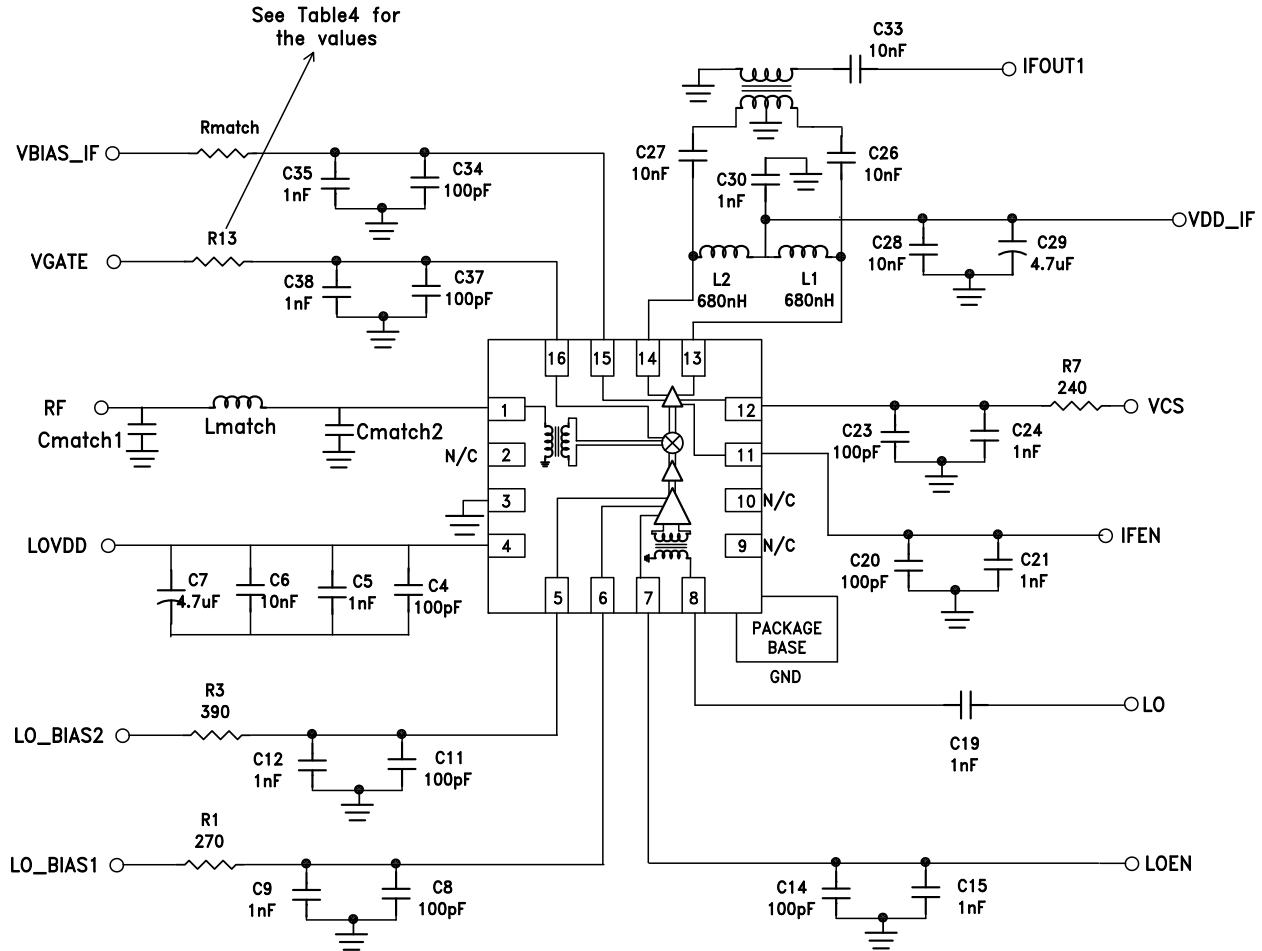 See Table4 for
the values
C33
10nF
IFOUT1
Rmatch
VBIAS_IF
C35
1nF
C34
100pF
C27
10nF
C30
1nF
C26
10nF
VDD_IF
R13
VGATE
C38
1nF
C37
100pF
L2
680nH
L1
680nH
C28
10nF
C29
4.7uF
16
15
14
13
R7
240
RF
Cmatch1
Lmatch
Cmatch2
1
12
VCS
C23
100pF
C24
1nF
N/C
2
11
3
10
N/C
LOVDD
4
9
N/C
IFEN
C20
100pF
C21
1nF
C7
4.7uF
C6
10nF
C5
1nF
C4
100pF
5
6
7
8
PACKAGE
BASE
GND
R3
390
LO_BIAS2
C12
1nF
C11
100pF
LO
C19
1nF
R1
270
LO_BIAS1
C9
1nF
C8
100pF
LOEN
C14
100pF
C15
1nF